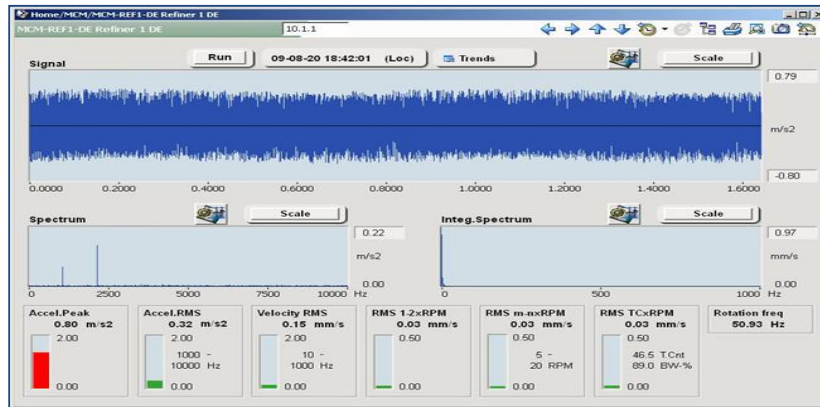 Home/MCM/MCM-REF1-DE Refiner 1 DE
MCM-REF1-DE Refiner 1 DE 10.1.1
Signal Run 09-08-20 18:42:01 (Loc) Trends Scale
0.79
m/s2
-0.80
0.0000 0.2000 0.4000 0.6000 0.8000 1.0000 1.2000 1.4000 1.6000
Spectrum Scale Integ.Spectrum Scale
0.22 0.97
m/s2 mm/s
0.00 0.00
0 2500 5000 7500 10000 Hz 0 500 1000 Hz
Accel.Peak Accel.RMS Velocity RMS RMS 1-2xRPM RMS m-nxRPM RMS TCxRPM Rotation freq
0.80 m/s2 0.32 m/s2 0.15 mm/s 0.03 mm/s 0.03 mm/s 0.03 mm/s 50.93 Hz
2.00 2.00 2.00 0.50 0.50 0.50
1000 - 10 - 5 - 46.5 T.Cnt
10000 Hz 1000 Hz 20 RPM 89.0 BW-%
0.00 0.00 0.00 0.00 0.00 0.00